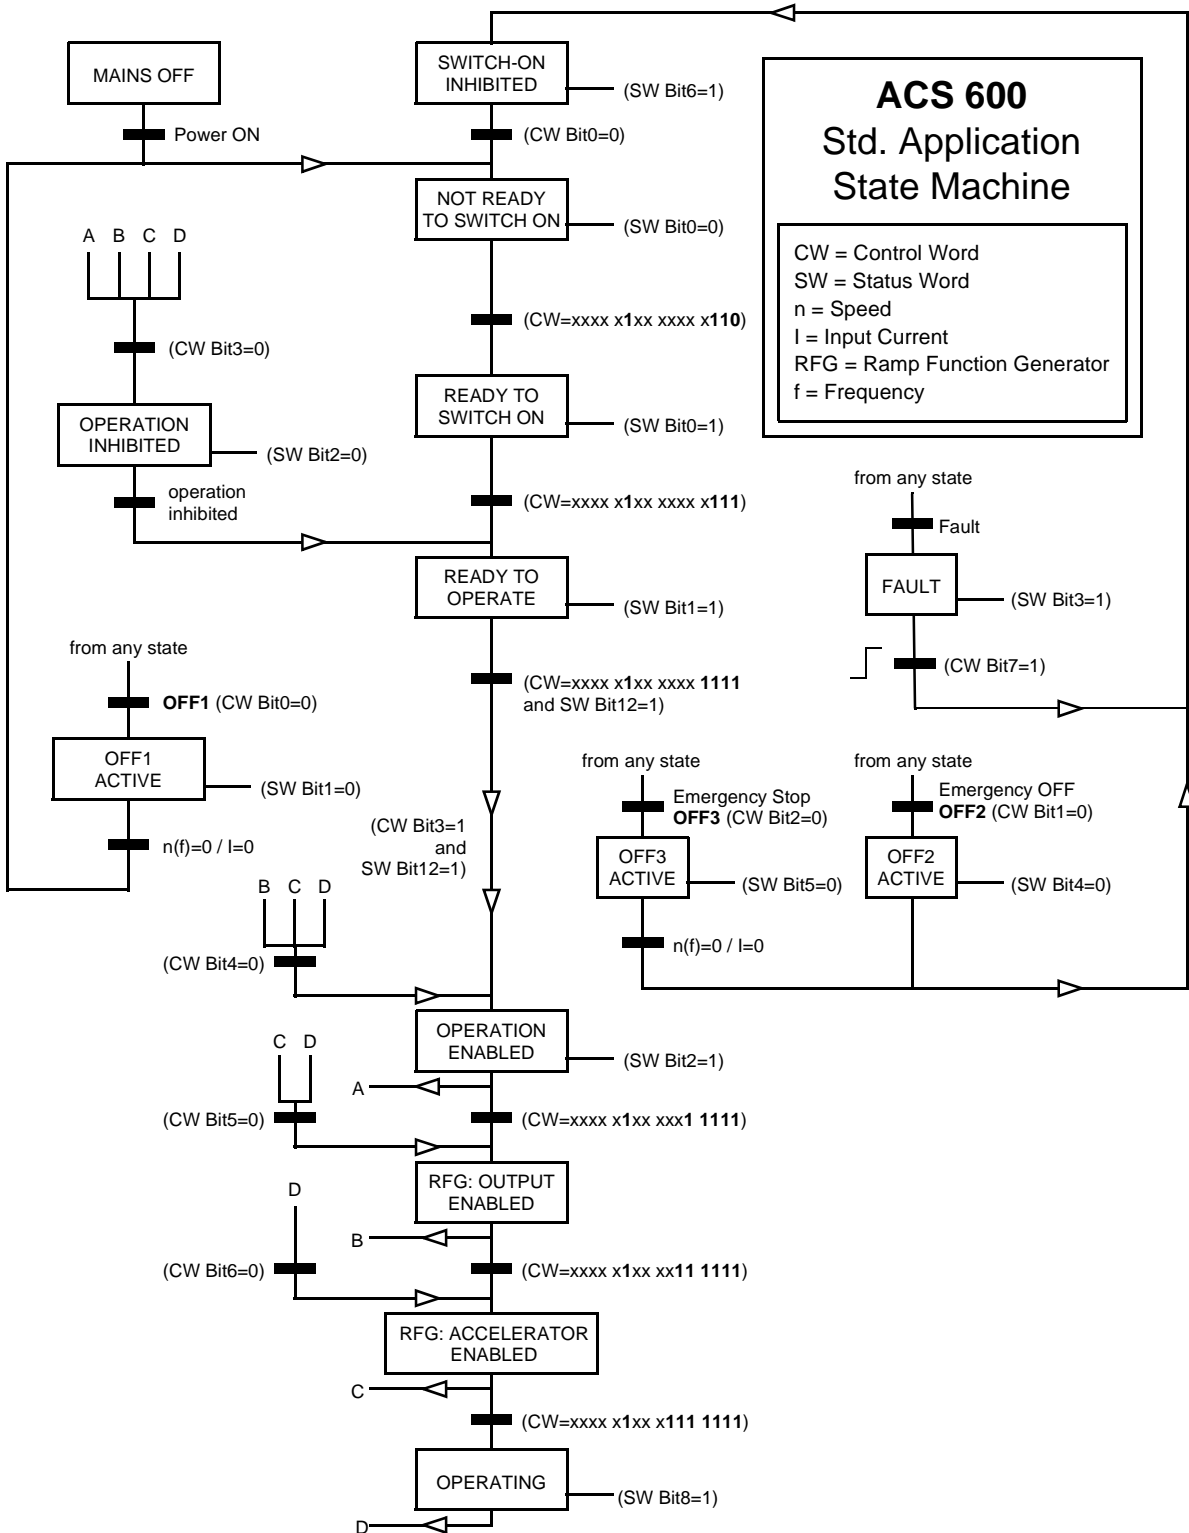 MAINS OFF
Power ON
SWITCH-ON
INHIBITED
(SW Bit6=1)
(CW Bit0=0)
ACS 600
Std. Application
State Machine
CW = Control Word
SW = Status Word
n = Speed
I = Input Current
RFG = Ramp Function Generator
f = Frequency
NOT READY
TO SWITCH ON
(SW Bit0=0)
A B C D
(CW Bit3=0)
(CW=xxxx x1xx xxxx x110)
OPERATION
INHIBITED
(SW Bit2=0)
operation
inhibited
READY TO
SWITCH ON
(SW Bit0=1)
(CW=xxxx x1xx xxxx x111)
from any state
Fault
FAULT
(SW Bit3=1)
(CW Bit7=1)
READY TO
OPERATE
(SW Bit1=1)
(CW=xxxx x1xx xxxx 1111
and SW Bit12=1)
from any state
OFF1 (CW Bit0=0)
OFF1
ACTIVE
(SW Bit1=0)
n(f)=0 / I=0
(CW Bit3=1
and
SW Bit12=1)
from any state
Emergency Stop
OFF3 (CW Bit2=0)
OFF3
ACTIVE
(SW Bit5=0)
n(f)=0 / I=0
from any state
Emergency OFF
OFF2 (CW Bit1=0)
OFF2
ACTIVE
(SW Bit4=0)
B C D
(CW Bit4=0)
OPERATION
ENABLED
(SW Bit2=1)
A
C D
(CW Bit5=0)
(CW=xxxx x1xx xxx1 1111)
RFG: OUTPUT
ENABLED
B
D
(CW Bit6=0)
(CW=xxxx x1xx xx11 1111)
RFG: ACCELERATOR
ENABLED
C
(CW=xxxx x1xx x111 1111)
OPERATING
(SW Bit8=1)
D